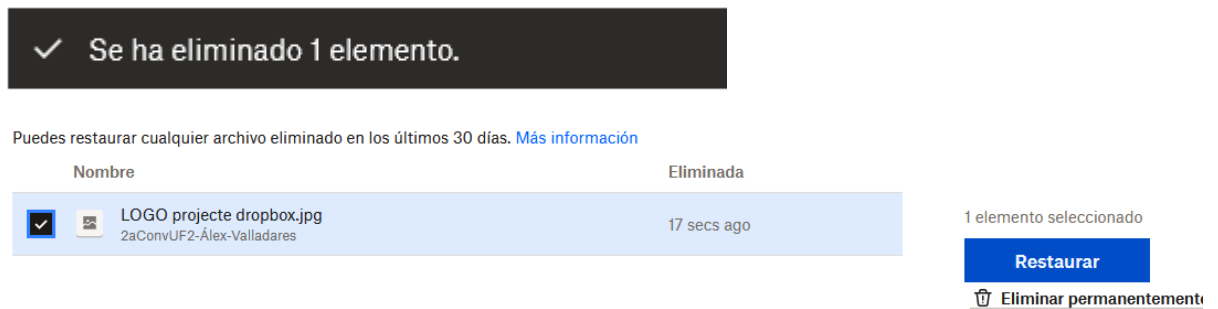 Se ha eliminado 1 elemento.
Puedes restaurar cualquier archivo eliminado en los últimos 30 días. Más información
Nombre Eliminada
LOGO projecte dropbox.jpg
2aConvUF2-Álex-Valladares
17 secs ago
1 elemento seleccionado
Restaurar
Eliminar permanentemente